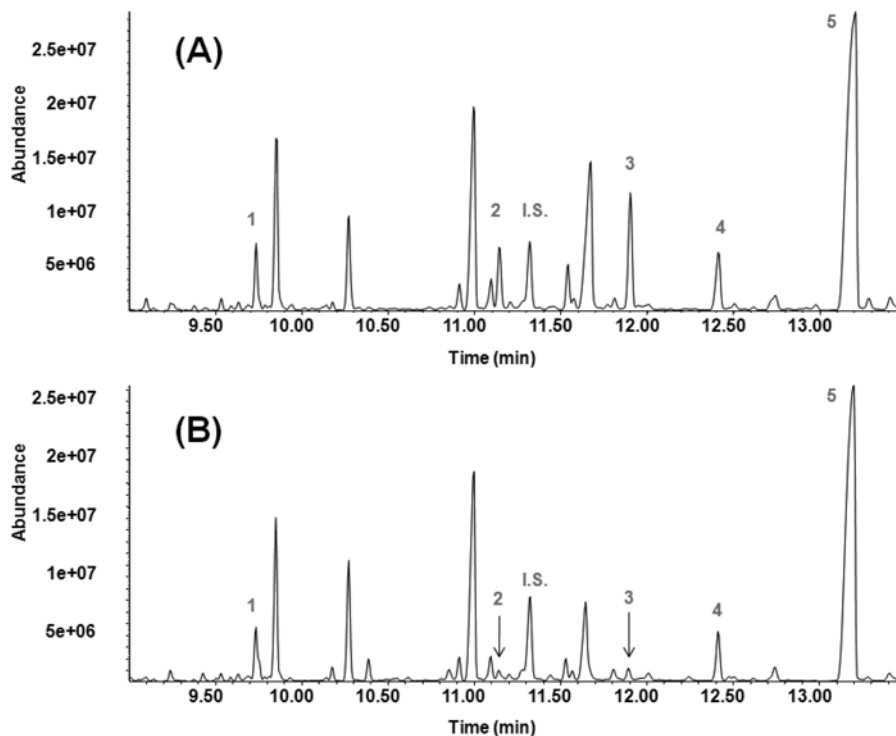 (A)
Abundance
2.5e+07
2e+07
1.5e+07
1e+07
5e+06
1
2
I.S.
3
4
5
9.50 10.00 10.50 11.00 11.50 12.00 12.50 13.00
Time (min)
(B)
Abundance
2.5e+07
2e+07
1.5e+07
1e+07
5e+06
1
2
I.S.
3
4
5
9.50 10.00 10.50 11.00 11.50 12.00 12.50 13.00
Time (min)